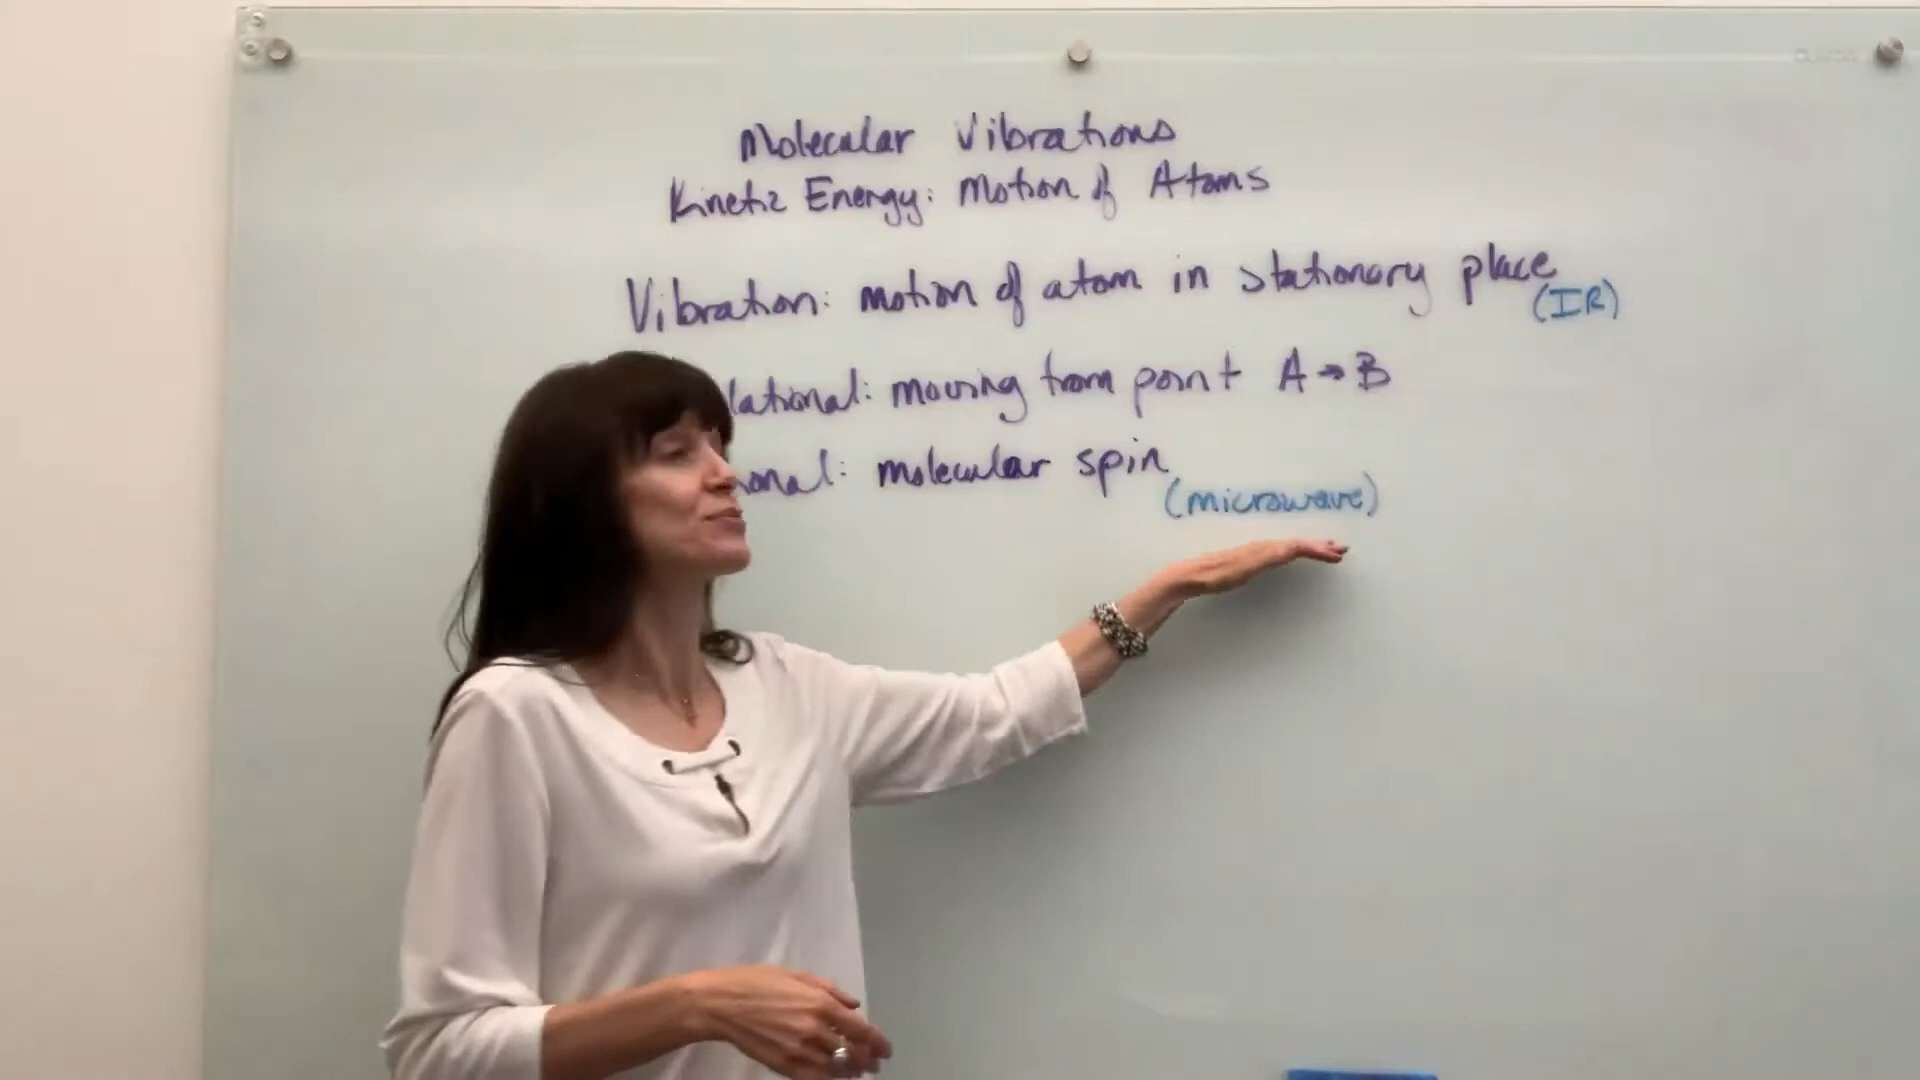 Molecular Vibrations
Kinetic Energy: Motion of Atoms
Vibration: motion of atom in stationary place
(IR)
lational: moving from point A → B
onal: molecular spin
(microwave)